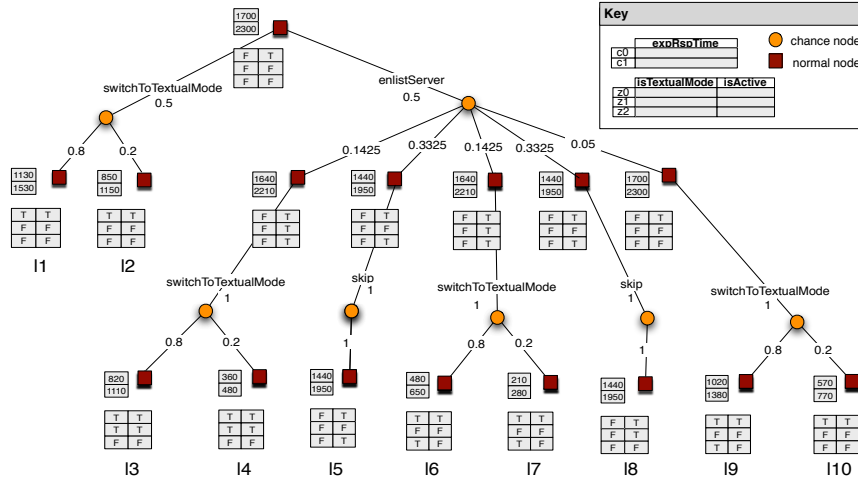 1700
2300
F T
F F
F F
Key
expRspTime
c0
c1
chance node
normal node
isTextualMode isActive
z0
z1
z2
switchToTextualMode
0.5
enlistServer
0.5
0.8 0.2
0.1425 0.3325 0.1425 0.3325 0.05
1130
1530
T T
F F
F F
l1
850
1150
T T
F F
F F
l2
1640
2210
F T
F T
F F
1440
1950
F T
F F
F T
1640
2210
F T
F F
F T
1440
1950
F T
F F
F T
1700
2300
F T
F F
F F
switchToTextualMode
1
skip
1
switchToTextualMode
1
skip
1
switchToTextualMode
1
0.8 0.2 1 0.8 0.2 1 0.8 0.2
820
1110
T T
T T
F F
l3
360
480
T T
T T
F F
l4
1440
1950
F T
F F
F T
l5
480
650
l6
210
280
l7
1440
1950
l8
1020
1380
l9
570
770
l10